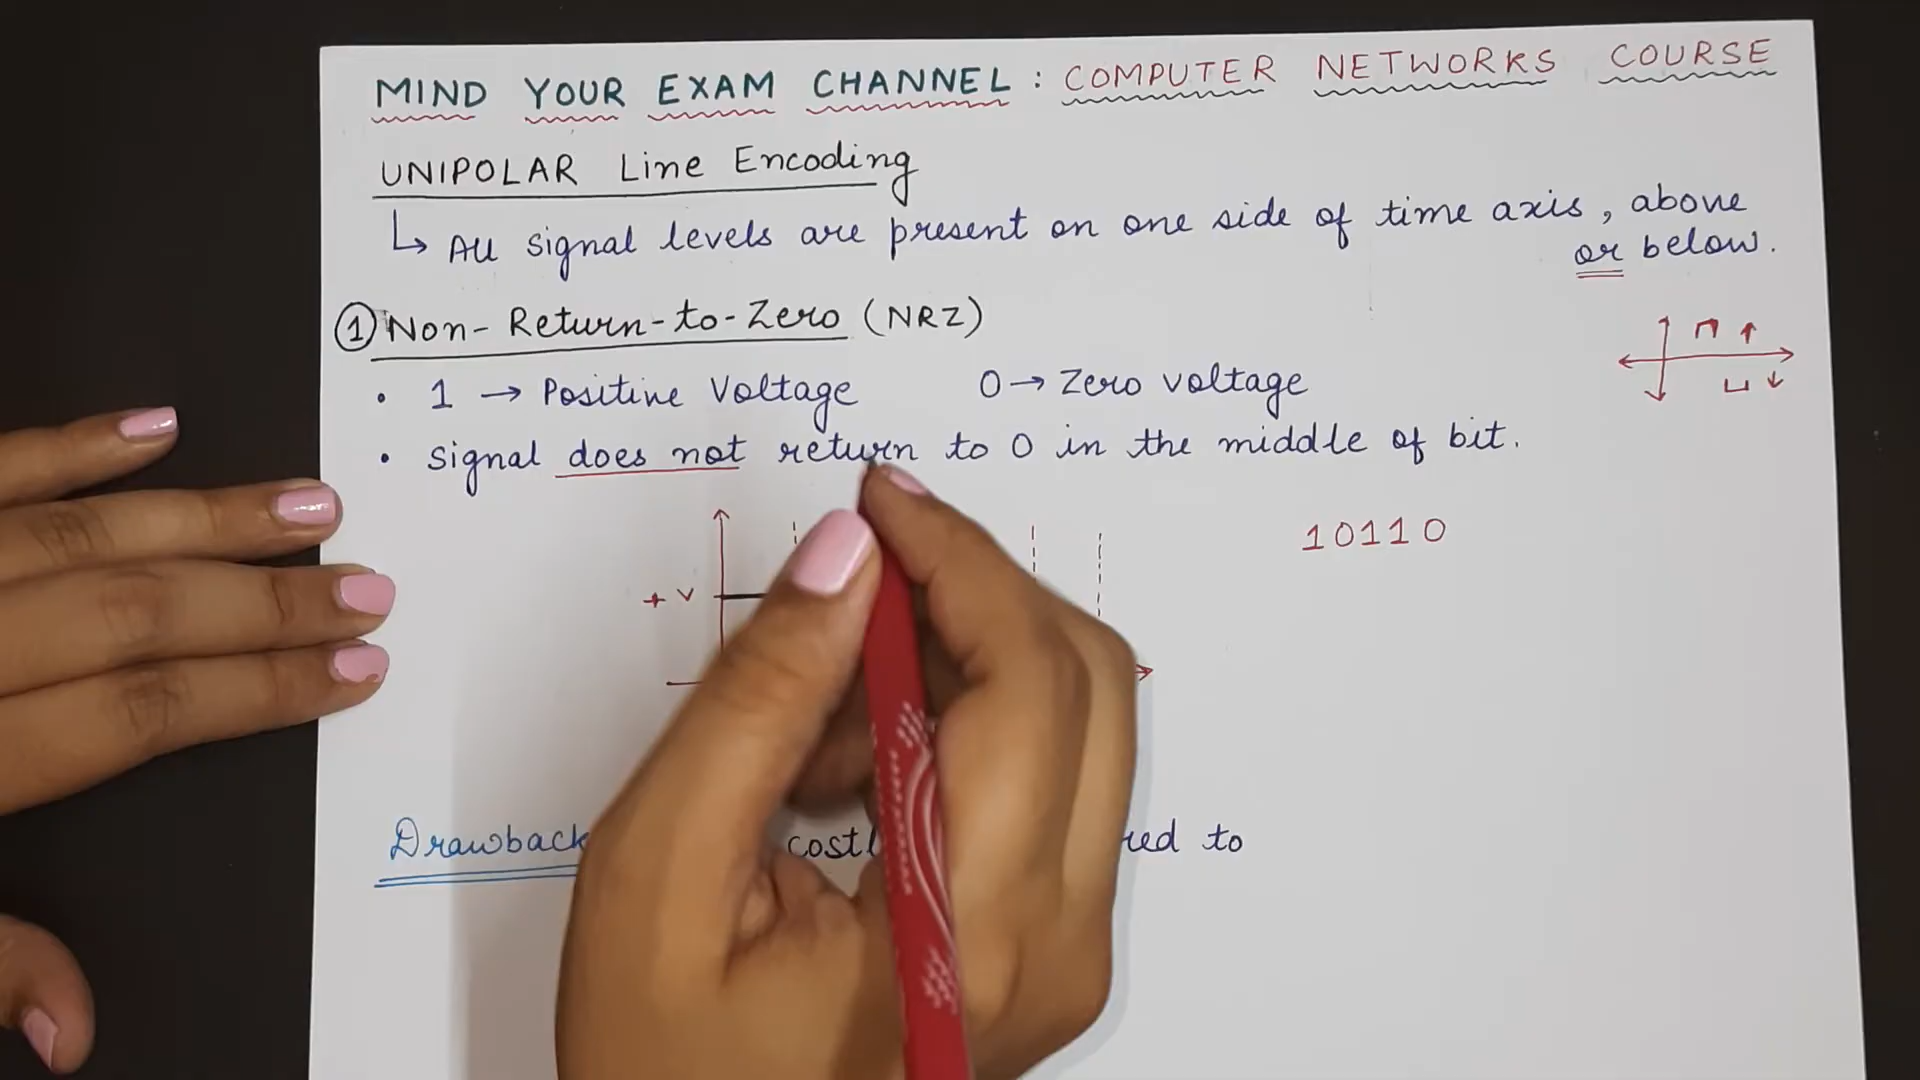 MIND YOUR EXAM CHANNEL : COMPUTER NETWORKS COURSE
UNIPOLAR Line Encoding
↳ All signal levels are present on one side of time axis, above
or below.
① Non-Return-to-Zero (NRZ)
• 1 → Positive Voltage 0 → Zero voltage
• Signal does not return to 0 in the middle of bit.
10110
+ V
Drawback to